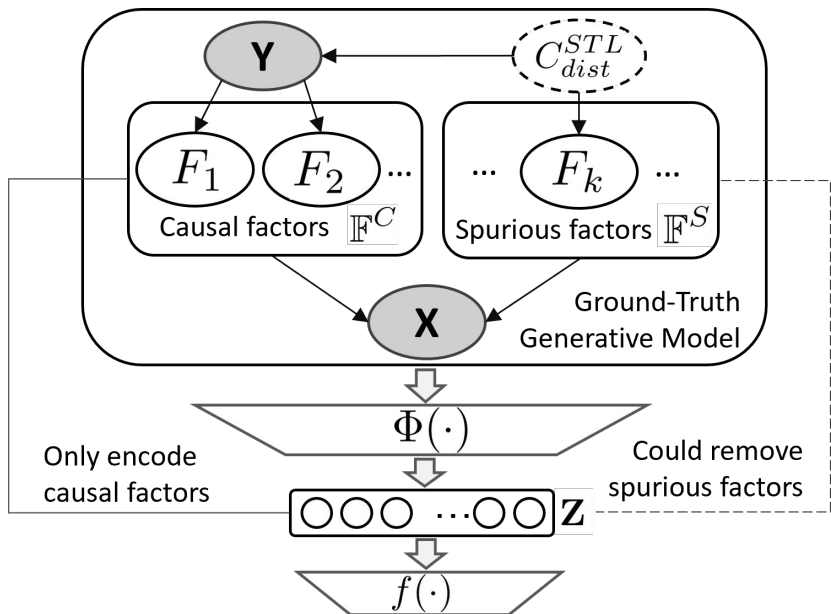 Y
C_{dist}^{STL}
F_1 F_2 ... ... F_k ...
Causal factors 𝔽^C
Spurious factors 𝔽^S
X
Ground-Truth
Generative Model
Φ(·)
Only encode
causal factors
Could remove
spurious factors
... Z
f(·)